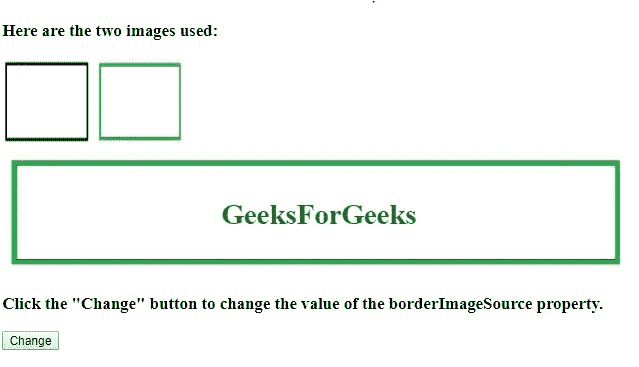 Here are the two images used:
GeeksForGeeks
Click the "Change" button to change the value of the borderImageSource property.
Change